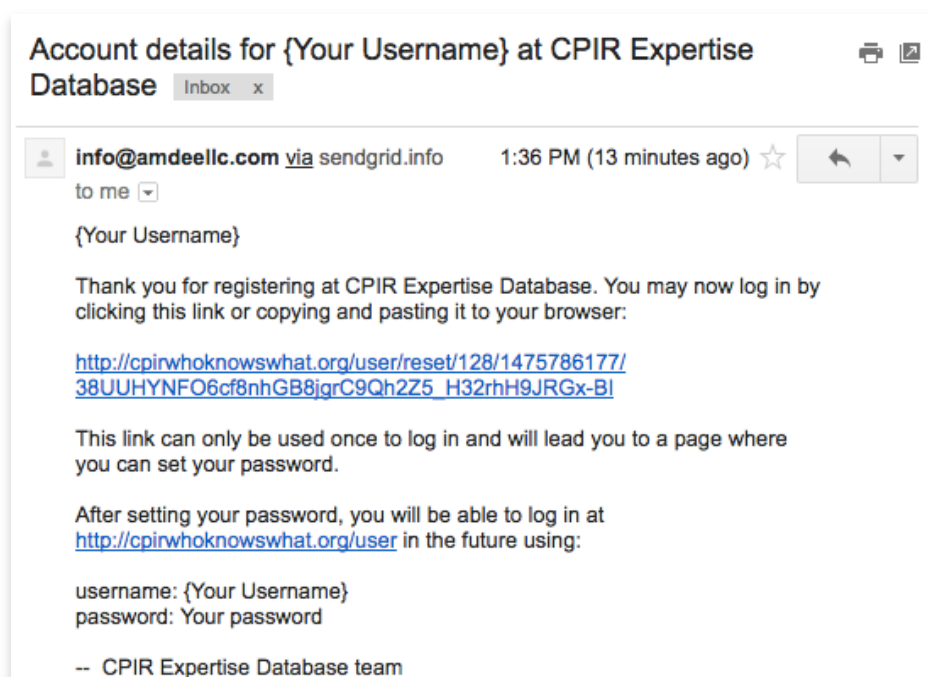 Account details for {Your Username} at CPIR Expertise
Database Inbox x
info@amdeellc.com via sendgrid.info 1:36 PM (13 minutes ago)
to me
{Your Username}
Thank you for registering at CPIR Expertise Database. You may now log in by
clicking this link or copying and pasting it to your browser:
http://cpirwhoknowswhat.org/user/reset/128/1475786177/
38UUHYNFO6cf8nhGB8jgrC9Qh2Z5_H32rhH9JRGx-BI
This link can only be used once to log in and will lead you to a page where
you can set your password.
After setting your password, you will be able to log in at
http://cpirwhoknowswhat.org/user in the future using:
username: {Your Username}
password: Your password
-- CPIR Expertise Database team